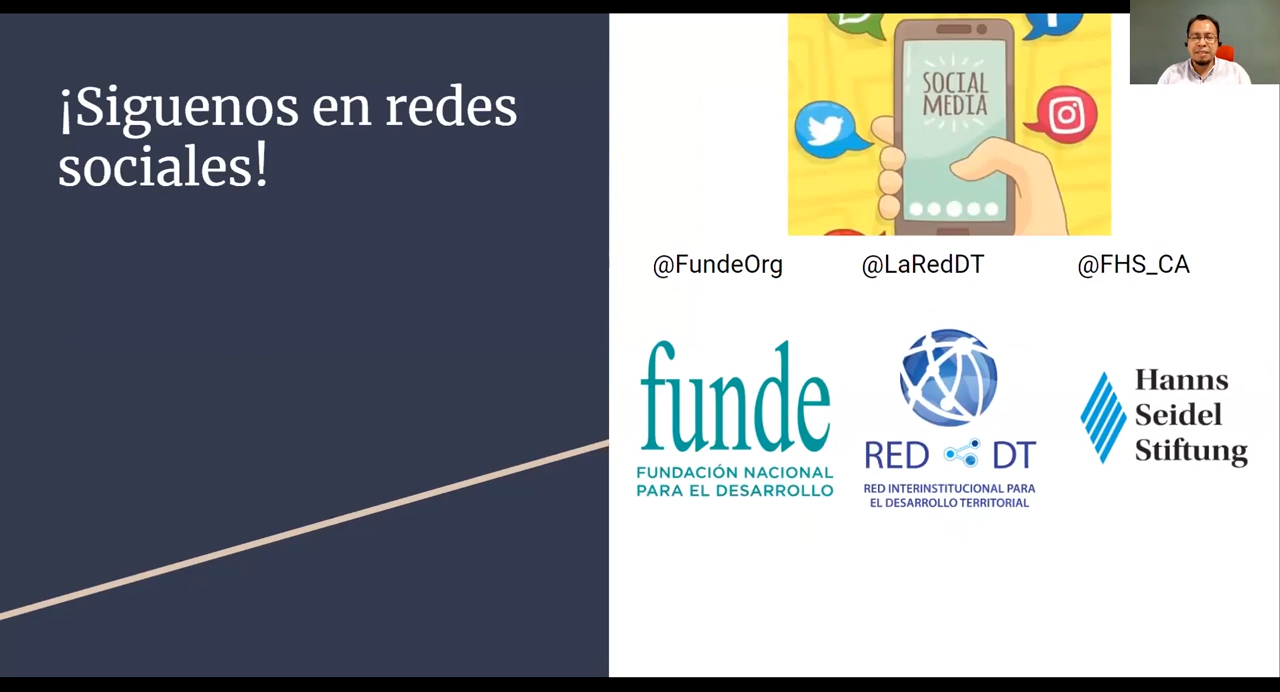 ¡Siguenos en redes
sociales!
SOCIAL
MEDIA
@FundeOrg
@LaRedDT
@FHS_CA
funde
FUNDACIÓN NACIONAL
PARA EL DESARROLLO
RED DT
RED INTERINSTITUCIONAL PARA
EL DESARROLLO TERRITORIAL
Hanns
Seidel
Stiftung